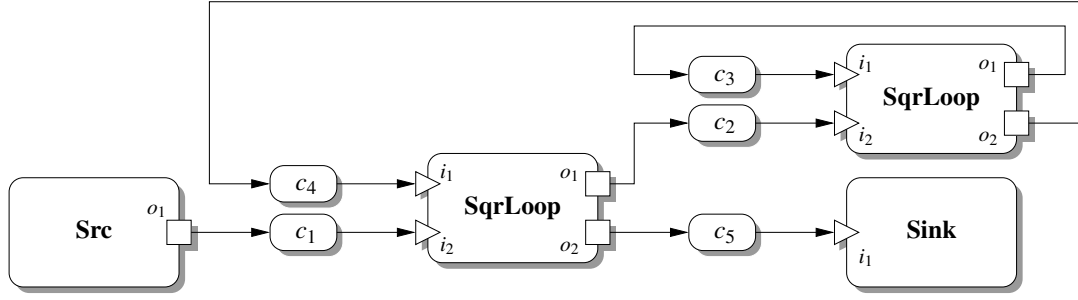 c3
i1
o1
SqrLoop
c2
i2
o2
c4
i1
o1
SqrLoop
Src
o1
c1
i2
o2
c5
Sink
i1